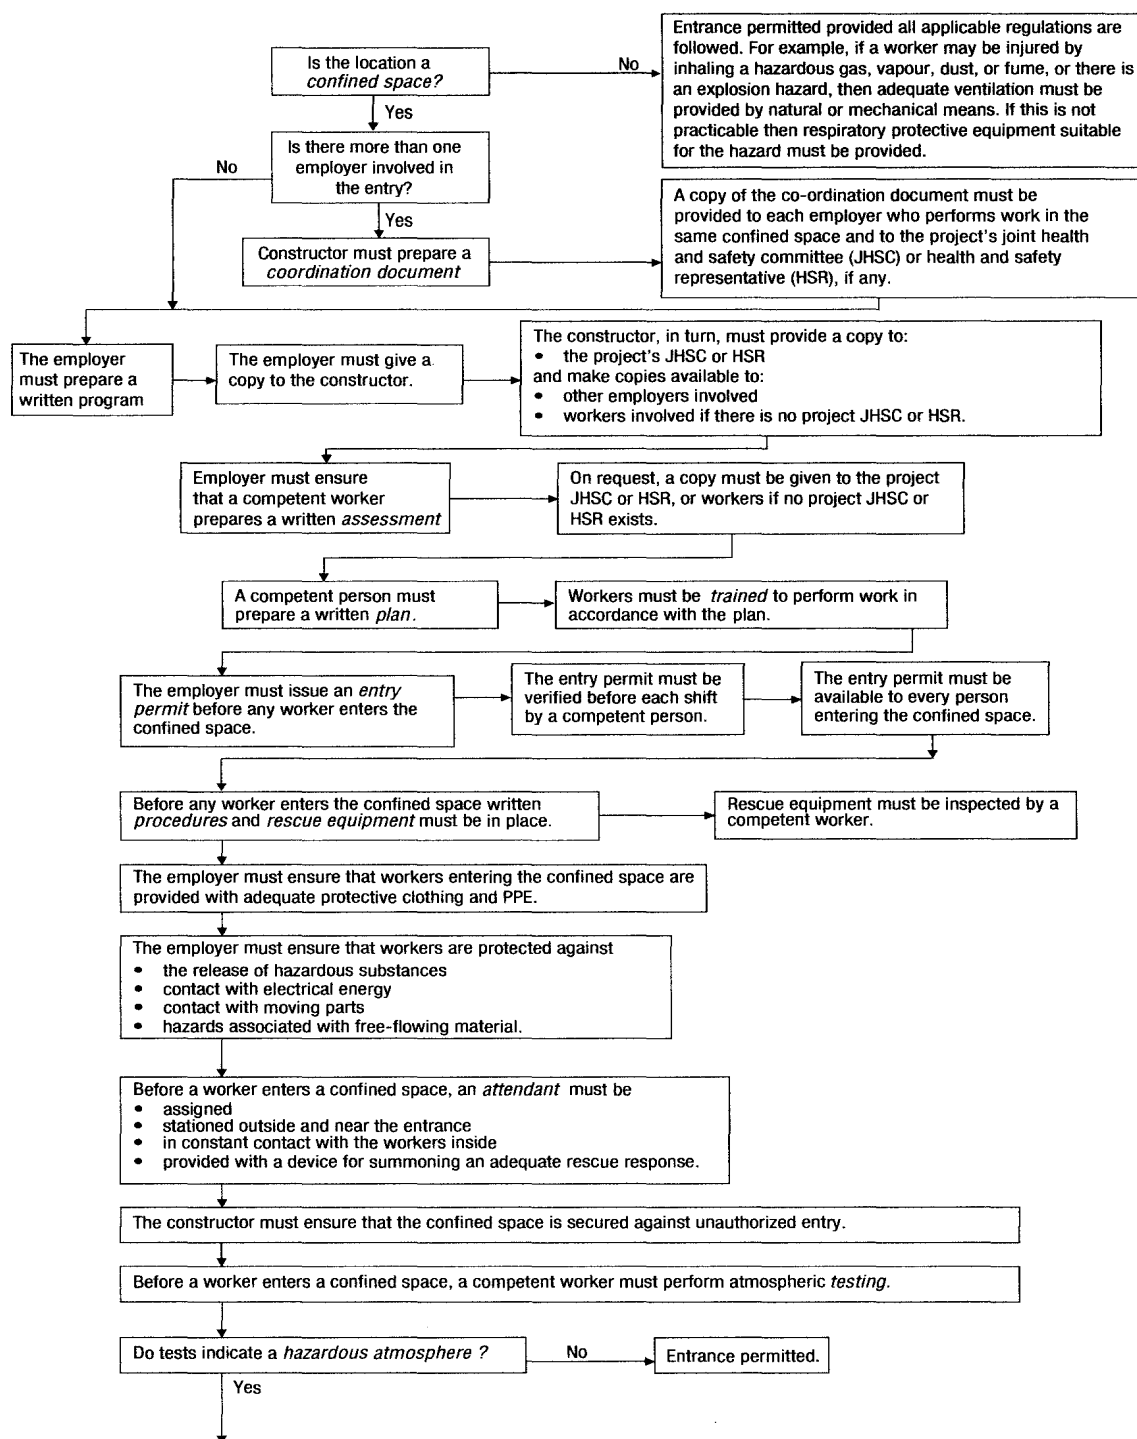 Is the location a
confined space?
No
Entrance permitted provided all applicable regulations are
followed. For example, if a worker may be injured by
inhaling a hazardous gas, vapour, dust, or fume, or there is
an explosion hazard, then adequate ventilation must be
provided by natural or mechanical means. If this is not
practicable then respiratory protective equipment suitable
for the hazard must be provided.
Yes
Is there more than one
employer involved in
the entry?
No
Yes
Constructor must prepare a
coordination document
A copy of the co-ordination document must be
provided to each employer who performs work in the
same confined space and to the project's joint health
and safety committee (JHSC) or health and safety
representative (HSR), if any.
The employer
must prepare a
written program
The employer must give a
copy to the constructor.
The constructor, in turn, must provide a copy to:
• the project's JHSC or HSR
and make copies available to:
• other employers involved
• workers involved if there is no project JHSC or HSR.
Employer must ensure
that a competent worker
prepares a written assessment
On request, a copy must be given to the project
JHSC or HSR, or workers if no project JHSC or
HSR exists.
A competent person must
prepare a written plan.
Workers must be trained to perform work in
accordance with the plan.
The employer must issue an entry
permit before any worker enters the
confined space.
The entry permit must be
verified before each shift
by a competent person.
The entry permit must be
available to every person
entering the confined space.
Before any worker enters the confined space written
procedures and rescue equipment must be in place.
Rescue equipment must be inspected by a
competent worker.
The employer must ensure that workers entering the confined space are
provided with adequate protective clothing and PPE.
The employer must ensure that workers are protected against
• the release of hazardous substances
• contact with electrical energy
• contact with moving parts
• hazards associated with free-flowing material.
Before a worker enters a confined space, an attendant must be
• assigned
• stationed outside and near the entrance
• in constant contact with the workers inside
• provided with a device for summoning an adequate rescue response.
The constructor must ensure that the confined space is secured against unauthorized entry.
Before a worker enters a confined space, a competent worker must perform atmospheric testing.
Do tests indicate a hazardous atmosphere ?
No
Entrance permitted.
Yes